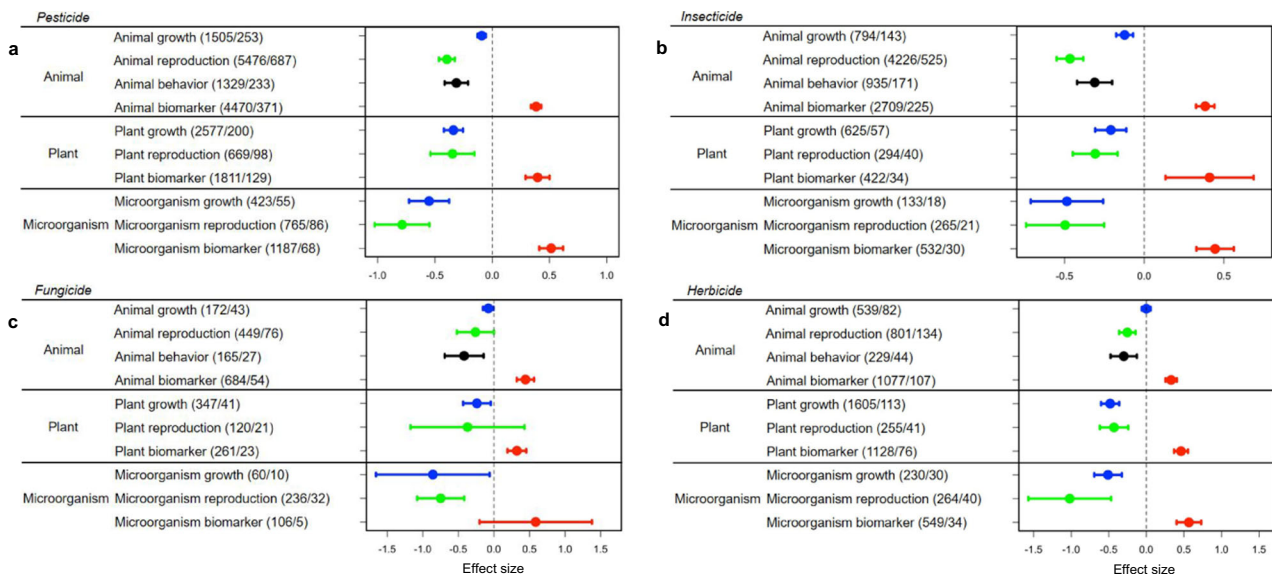 Pesticide
a
Animal
Animal growth (1505/253)
Animal reproduction (5476/687)
Animal behavior (1329/233)
Animal biomarker (4470/371)
Plant
Plant growth (2577/200)
Plant reproduction (669/98)
Plant biomarker (1811/129)
Microorganism
Microorganism growth (423/55)
Microorganism reproduction (765/86)
Microorganism biomarker (1187/68)
-1.0 -0.5 0.0 0.5 1.0
Insecticide
b
Animal
Animal growth (794/143)
Animal reproduction (4226/525)
Animal behavior (935/171)
Animal biomarker (2709/225)
Plant
Plant growth (625/57)
Plant reproduction (294/40)
Plant biomarker (422/34)
Microorganism
Microorganism growth (133/18)
Microorganism reproduction (265/21)
Microorganism biomarker (532/30)
-0.5 0.0 0.5
Fungicide
c
Animal
Animal growth (172/43)
Animal reproduction (449/76)
Animal behavior (165/27)
Animal biomarker (684/54)
Plant
Plant growth (347/41)
Plant reproduction (120/21)
Plant biomarker (261/23)
Microorganism
Microorganism growth (60/10)
Microorganism reproduction (236/32)
Microorganism biomarker (106/5)
-1.5 -1.0 -0.5 0.0 0.5 1.0 1.5
Effect size
Herbicide
d
Animal
Animal growth (539/82)
Animal reproduction (801/134)
Animal behavior (229/44)
Animal biomarker (1077/107)
Plant
Plant growth (1605/113)
Plant reproduction (255/41)
Plant biomarker (1128/76)
Microorganism
Microorganism growth (230/30)
Microorganism reproduction (264/40)
Microorganism biomarker (549/34)
-1.5 -1.0 -0.5 0.0 0.5 1.0 1.5
Effect size